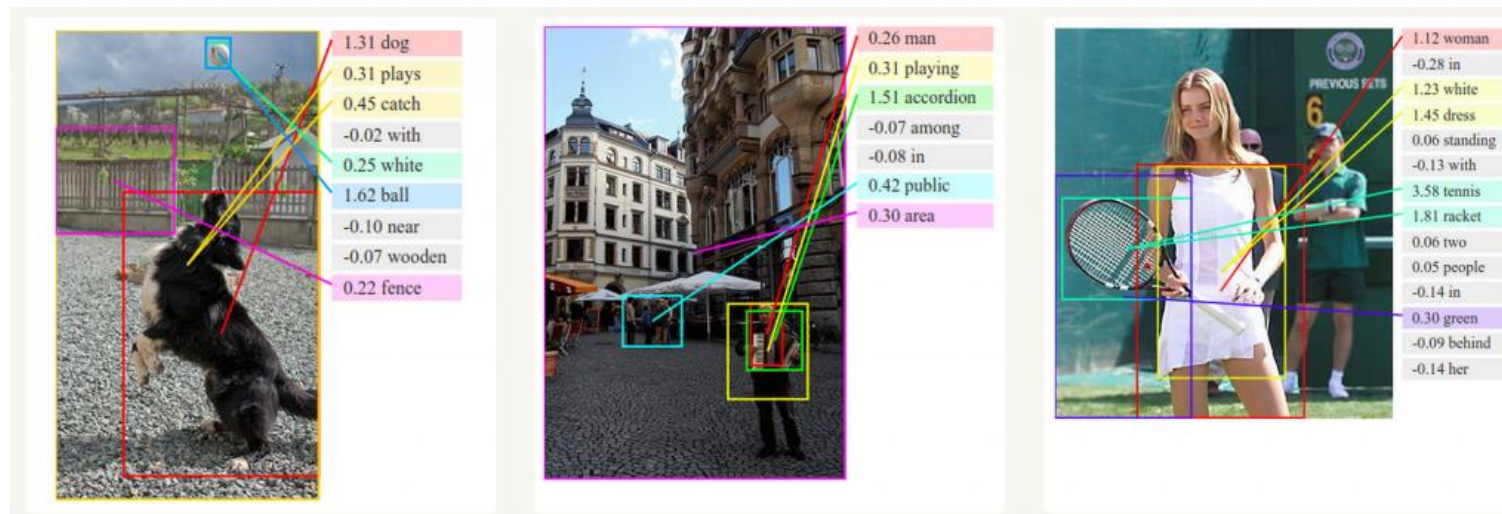 1.31 dog
0.31 plays
0.45 catch
-0.02 with
0.25 white
1.62 ball
-0.10 near
-0.07 wooden
0.22 fence
0.26 man
0.31 playing
1.51 accordion
-0.07 among
-0.08 in
0.42 public
0.30 area
PREVIOUS SETS
6
1.12 woman
-0.28 in
1.23 white
1.45 dress
0.06 standing
-0.13 with
3.58 tennis
1.81 racket
0.06 two
0.05 people
-0.14 in
0.30 green
-0.09 behind
-0.14 her